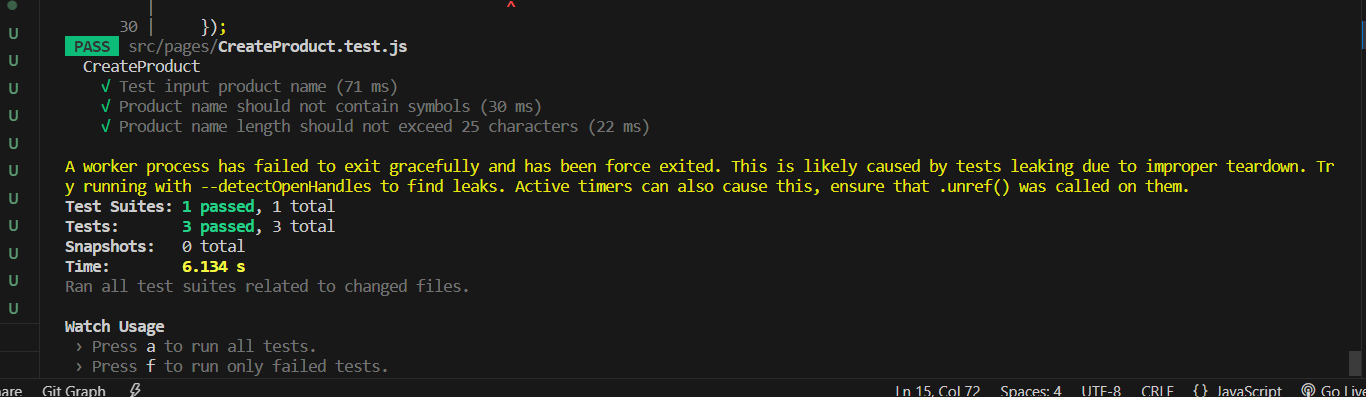 |
^
30 |     });
PASS src/pages/CreateProduct.test.js
CreateProduct
√ Test input product name (71 ms)
√ Product name should not contain symbols (30 ms)
√ Product name length should not exceed 25 characters (22 ms)
A worker process has failed to exit gracefully and has been force exited. This is likely caused by tests leaking due to improper teardown. Tr
y running with --detectOpenHandles to find leaks. Active timers can also cause this, ensure that .unref() was called on them.
Test Suites: 1 passed, 1 total
Tests:       3 passed, 3 total
Snapshots:   0 total
Time:        6.134 s
Ran all test suites related to changed files.
Watch Usage
› Press a to run all tests.
› Press f to run only failed tests.
U
U
U
U
U
U
U
U
U
U
U
hare Git Graph Ln 15, Col 72 Spaces: 4 UTF-8 CRLF {} JavaScript Go Live